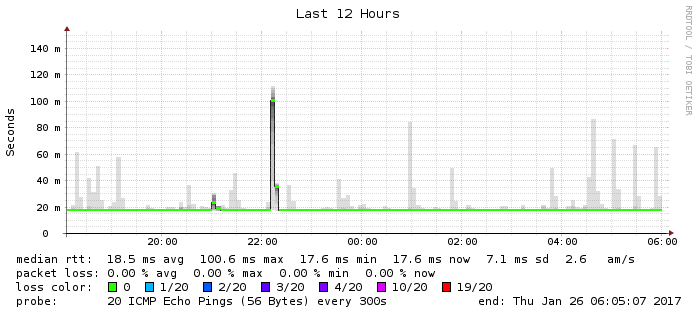 Last 12 Hours
RRDTOOL / TOBI OETIKER
Seconds
140 m
120 m
100 m
80 m
60 m
40 m
20 m
0
20:00 22:00 00:00 02:00 04:00 06:00
median rtt: 18.5 ms avg 100.6 ms max 17.6 ms min 17.6 ms now 7.1 ms sd 2.6 am/s
packet loss: 0.00 % avg 0.00 % max 0.00 % min 0.00 % now
loss color: 0 1/20 2/20 3/20 4/20 10/20 19/20
probe: 20 ICMP Echo Pings (56 Bytes) every 300s end: Thu Jan 26 06:05:07 2017